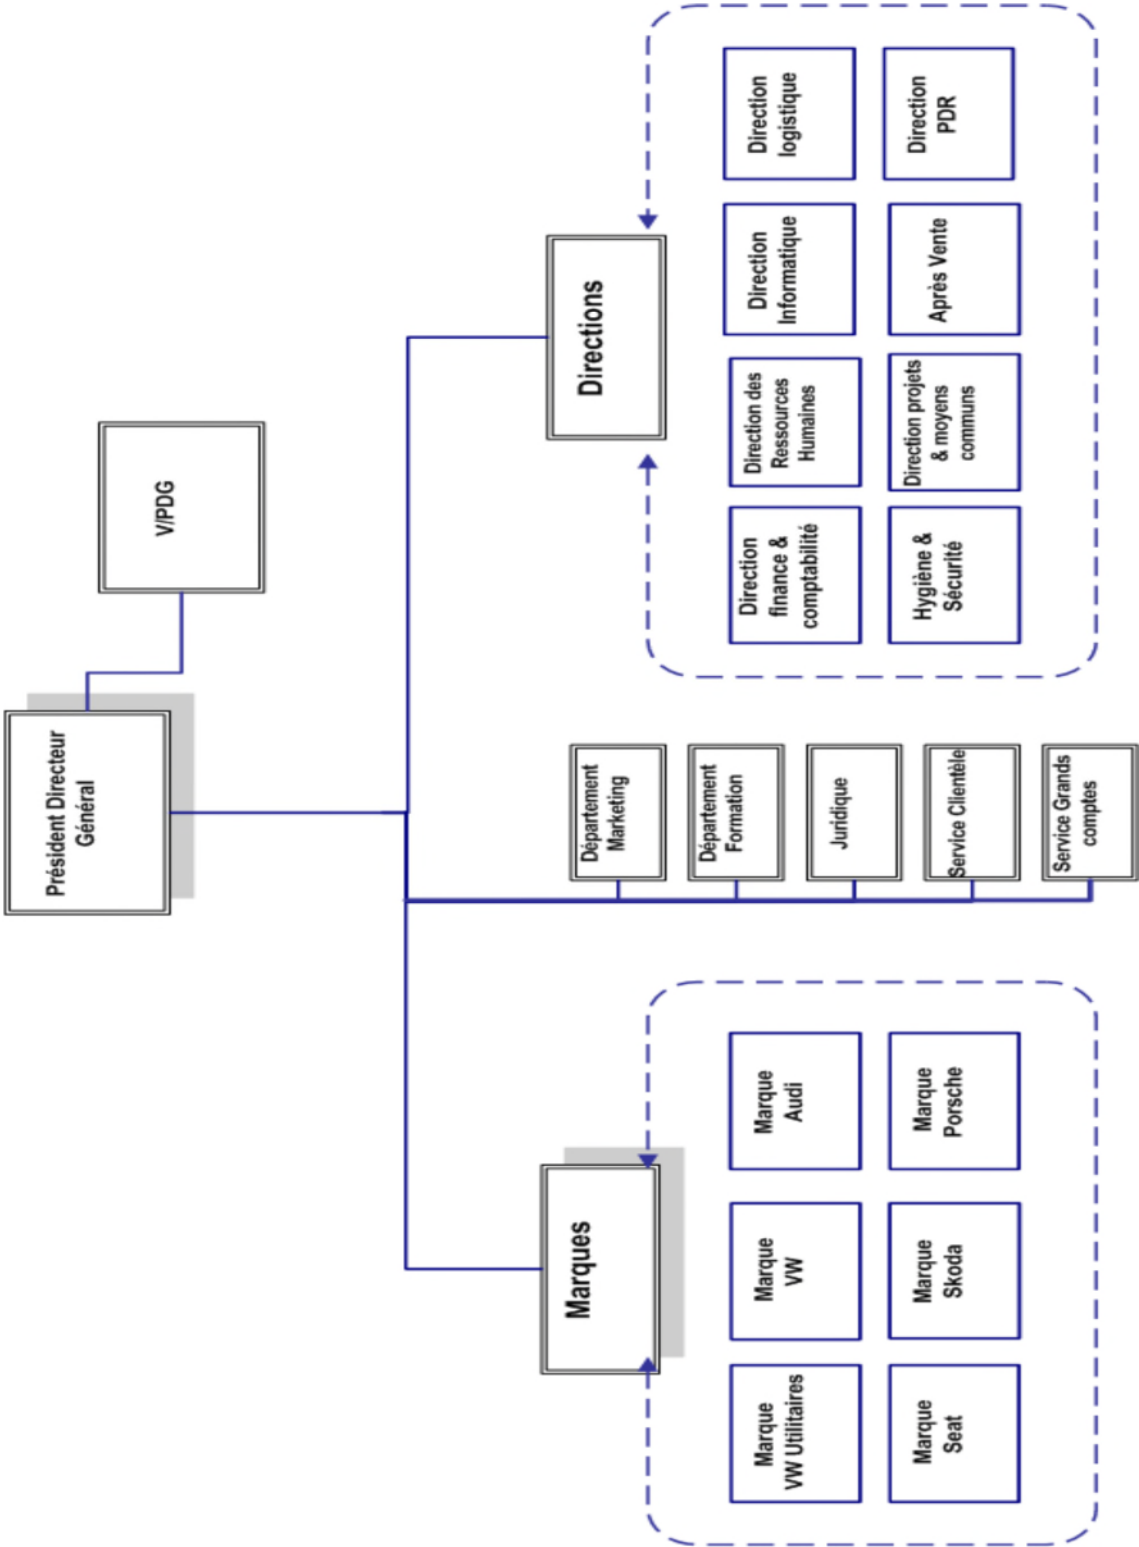 Président Directeur
Général
V/PDG
Marques
Directions
Marque
VW Utilitaires
Marque
VW
Marque
Audi
Marque
Seat
Marque
Skoda
Marque
Porsche
Département
Marketing
Département
Formation
Juridique
Service Clientèle
Service Grands
comptes
Direction
finance &
comptabilité
Direction des
Ressources
Humaines
Direction
Informatique
Direction
logistique
Hygiène &
Sécurité
Direction projets
& moyens
communs
Après Vente
Direction
PDR